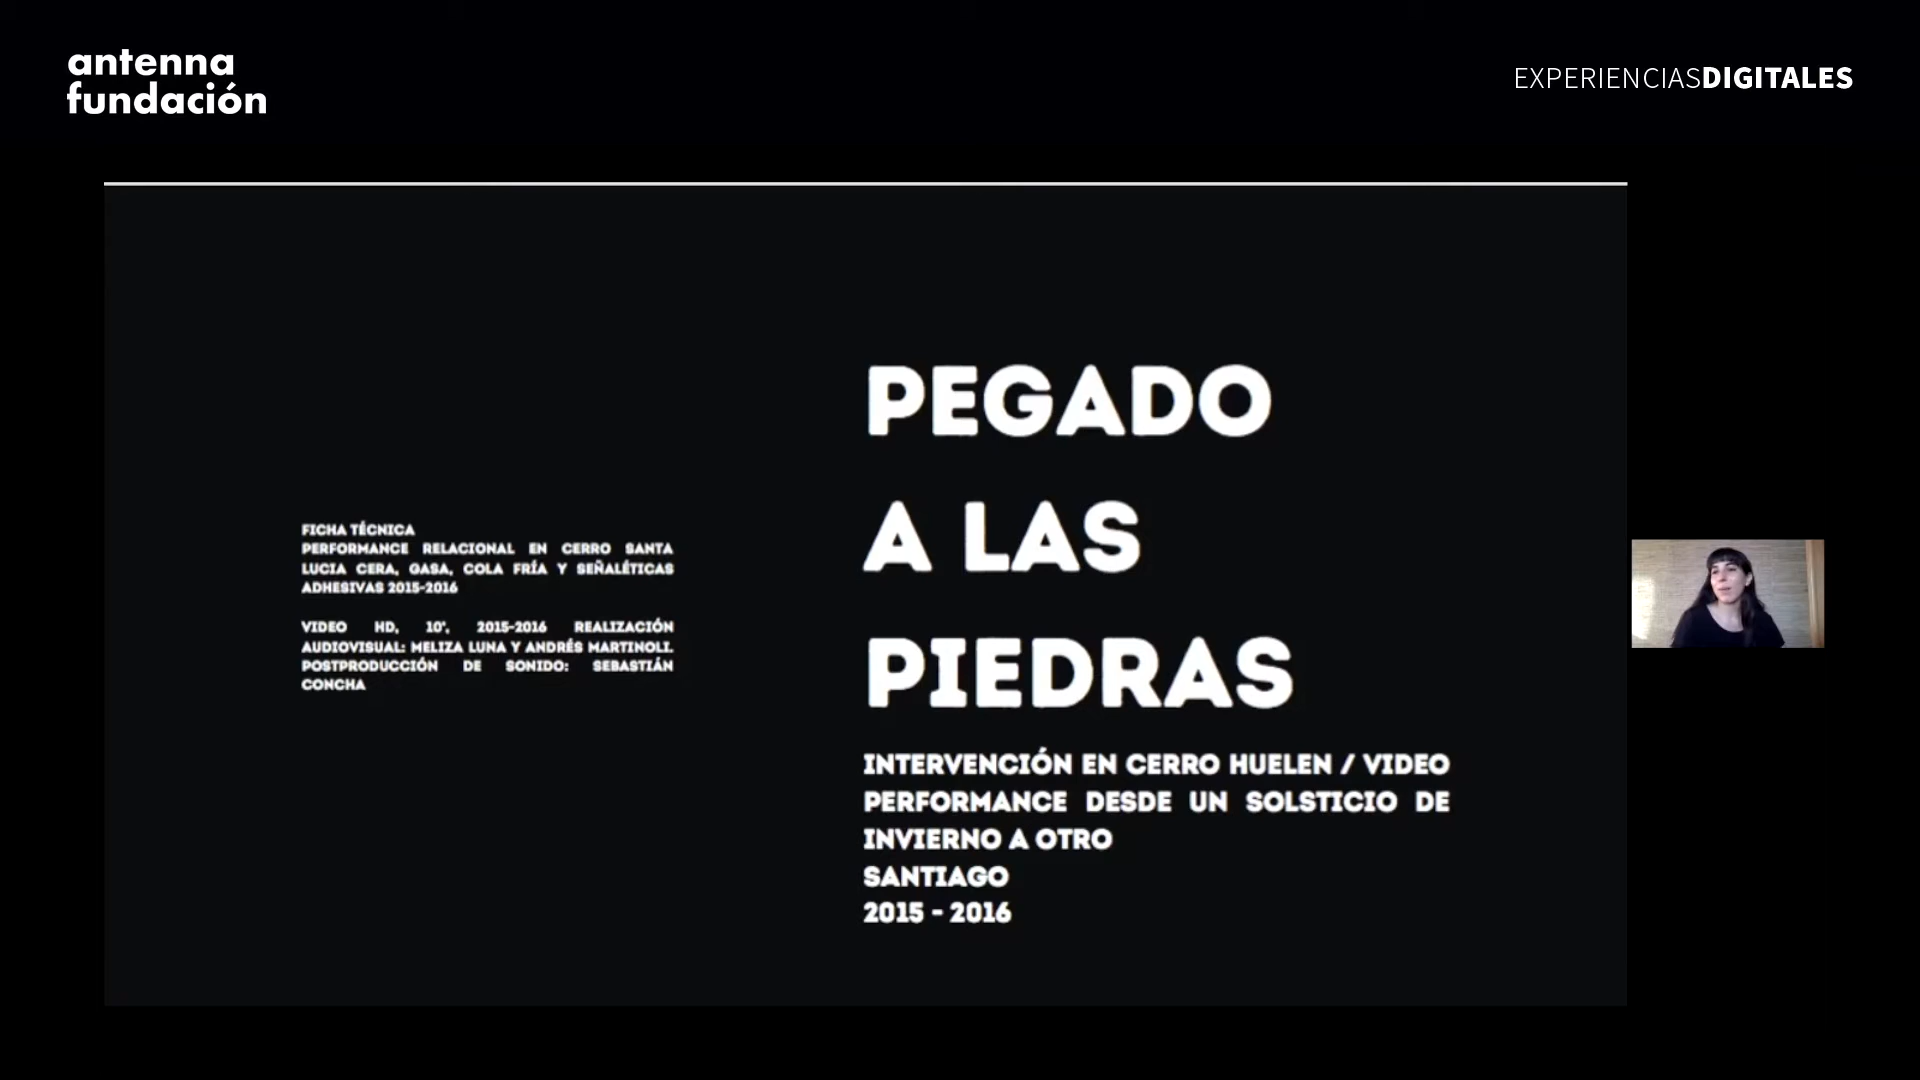 antenna
fundación
EXPERIENCIASDIGITALES
FICHA TÉCNICA
PERFORMANCE RELACIONAL EN CERRO SANTA
LUCIA CERA, GASA, COLA FRÍA Y SEÑALÉTICAS
ADHESIVAS 2015-2016
VIDEO HD, 10', 2015-2016 REALIZACIÓN
AUDIOVISUAL: MELIZA LUNA Y ANDRÉS MARTINOLI.
POSTPRODUCCIÓN DE SONIDO: SEBASTIÁN
CONCHA
PEGADO
A LAS
PIEDRAS
INTERVENCIÓN EN CERRO HUELEN / VIDEO
PERFORMANCE DESDE UN SOLSTICIO DE
INVIERNO A OTRO
SANTIAGO
2015 - 2016